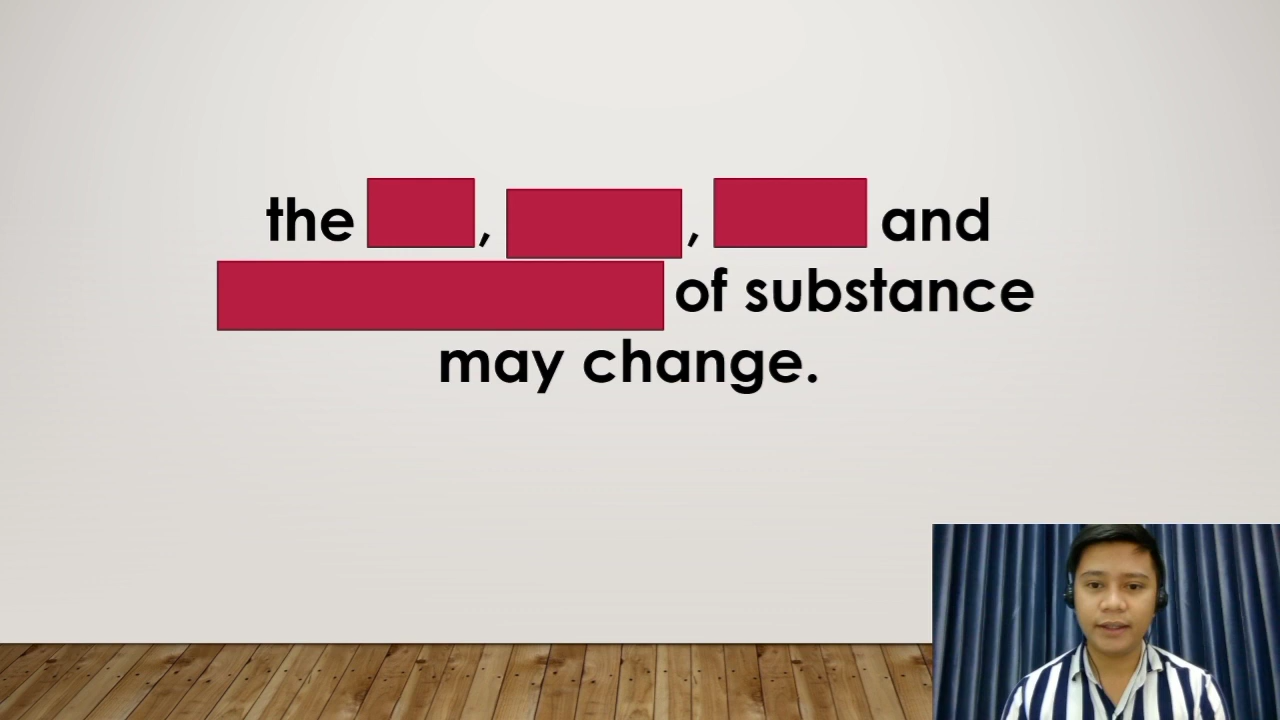 the , , and
of substance
may change.